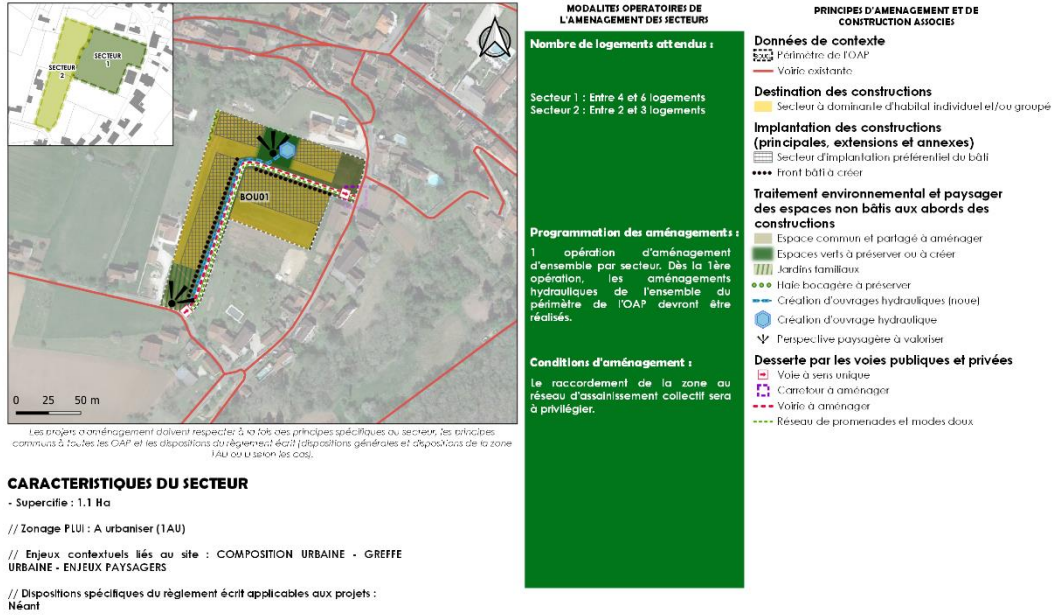 SECTEUR
1
SECTEUR
2
BOU01
0 25 50 m
Les projets d'aménagement doivent respecter à la fois des principes spécifiques au secteur, les principes
communs à toutes les OAP et les dispositions du règlement écrit (dispositions générales et dispositions de la zone
1AU ou U selon les cas).
CARACTERISTIQUES DU SECTEUR
- Supercifie : 1.1 Ha
// Zonage PLUi : A urbaniser (1AU)
// Enjeux contextuels liés au site : COMPOSITION URBAINE - GREFFE
URBAINE - ENJEUX PAYSAGERS
// Dispositions spécifiques du règlement écrit applicables aux projets :
Néant
MODALITES OPERATOIRES DE
L'AMENAGEMENT DES SECTEURS
Nombre de logements attendus :
Secteur 1 : Entre 4 et 6 logements
Secteur 2 : Entre 2 et 3 logements
Programmation des aménagements :
1 opération d'aménagement
d'ensemble par secteur. Dès la 1ère
opération, les aménagements
hydrauliques de l'ensemble du
périmètre de l'OAP devront être
réalisés.
Conditions d'aménagement :
Le raccordement de la zone au
réseau d'assainissement collectif sera
à privilégier.
PRINCIPES D'AMENAGEMENT ET DE
CONSTRUCTION ASSOCIES
Données de contexte
Périmètre de l'OAP
Voirie existante
Destination des constructions
Secteur à dominante d'habitat individuel et/ou groupé
Implantation des constructions
(principales, extensions et annexes)
Secteur d'implantation préférentiel du bâti
Front bâti à créer
Traitement environnemental et paysager
des espaces non bâtis aux abords des
constructions
Espace commun et partagé à aménager
Espaces verts à préserver ou à créer
Jardins familiaux
Haie bocagère à préserver
Création d'ouvrages hydrauliques (noue)
Création d'ouvrage hydraulique
Perspective paysagère à valoriser
Desserte par les voies publiques et privées
Voie à sens unique
Carrefour à aménager
Voirie à aménager
Réseau de promenades et modes doux